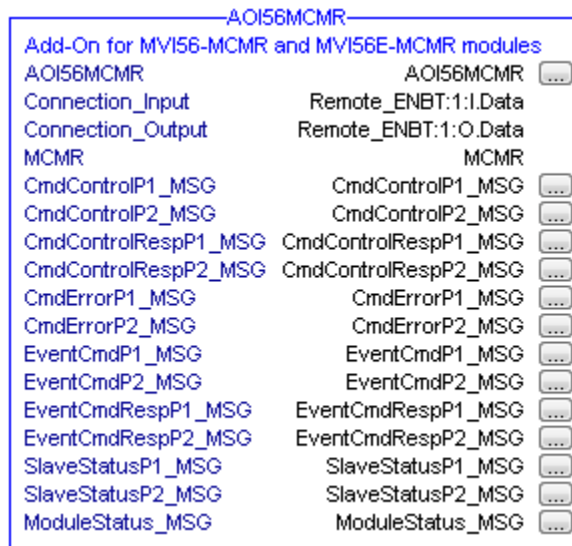 AOI56MCMR
Add-On for MVI56-MCMR and MVI56E-MCMR modules
AOI56MCMR AOI56MCMR ...
Connection_Input Remote_ENBT:1:I.Data
Connection_Output Remote_ENBT:1:O.Data
MCMR MCMR
CmdControlP1_MSG CmdControlP1_MSG ...
CmdControlP2_MSG CmdControlP2_MSG ...
CmdControlRespP1_MSG CmdControlRespP1_MSG ...
CmdControlRespP2_MSG CmdControlRespP2_MSG ...
CmdErrorP1_MSG CmdErrorP1_MSG ...
CmdErrorP2_MSG CmdErrorP2_MSG ...
EventCmdP1_MSG EventCmdP1_MSG ...
EventCmdP2_MSG EventCmdP2_MSG ...
EventCmdRespP1_MSG EventCmdRespP1_MSG ...
EventCmdRespP2_MSG EventCmdRespP2_MSG ...
SlaveStatusP1_MSG SlaveStatusP1_MSG ...
SlaveStatusP2_MSG SlaveStatusP2_MSG ...
ModuleStatus_MSG ModuleStatus_MSG ...